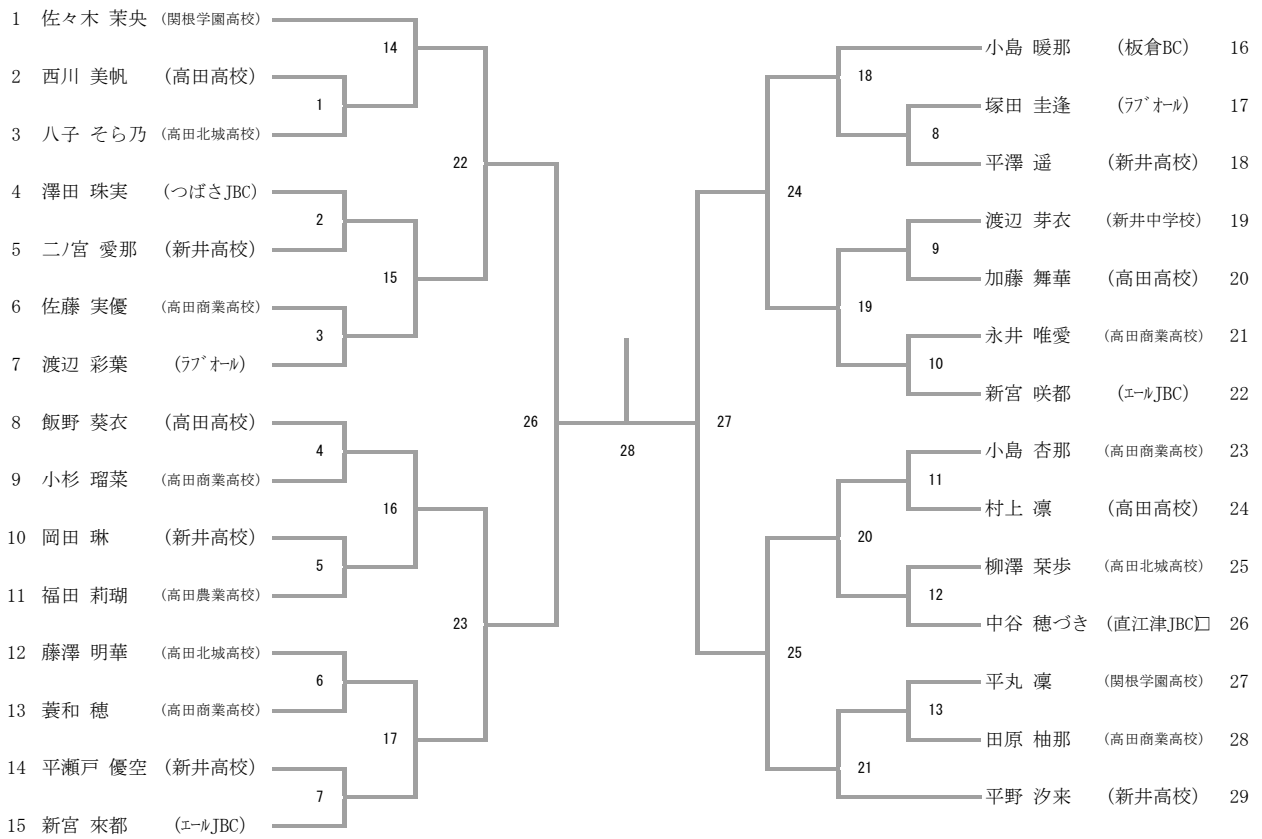 1 佐々木 茉央 (関根学園高校)
14
2 西川 美帆 (高田高校)
1
3 八子 そら乃 (高田北城高校)
22
4 澤田 珠実 (つばさJBC)
2
5 二ノ宮 愛那 (新井高校)
15
6 佐藤 実優 (高田商業高校)
3
7 渡辺 彩葉 (ラブオール)
26
8 飯野 葵衣 (高田高校)
4
9 小杉 瑠菜 (高田商業高校)
16
10 岡田 琳 (新井高校)
5
11 福田 莉瑚 (高田農業高校)
23
12 藤澤 明華 (高田北城高校)
6
13 蓑和 穂 (高田商業高校)
17
14 平瀬戸 優空 (新井高校)
7
15 新宮 來都 (エールJBC)
28
小島 暖那 (板倉BC) 16
18
塚田 圭逢 (ラブオール) 17
8
平澤 遥 (新井高校) 18
24
渡辺 芽衣 (新井中学校) 19
9
加藤 舞華 (高田高校) 20
19
永井 唯愛 (高田商業高校) 21
10
新宮 咲都 (エールJBC) 22
27
小島 杏那 (高田商業高校) 23
11
村上 凛 (高田高校) 24
20
柳澤 栞歩 (高田北城高校) 25
12
中谷 穂づき (直江津JBC)□ 26
25
平丸 凜 (関根学園高校) 27
13
田原 柚那 (高田商業高校) 28
21
平野 汐来 (新井高校) 29